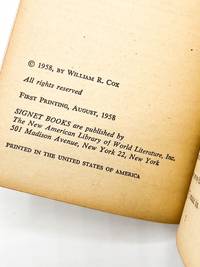 © 1958, BY WILLIAM R. COX
All rights reserved
FIRST PRINTING, AUGUST, 1958
SIGNET BOOKS are published by
The New American Library of World Literature, Inc.
501 Madison Avenue, New York 22, New York
PRINTED IN THE UNITED STATES OF AMERICA